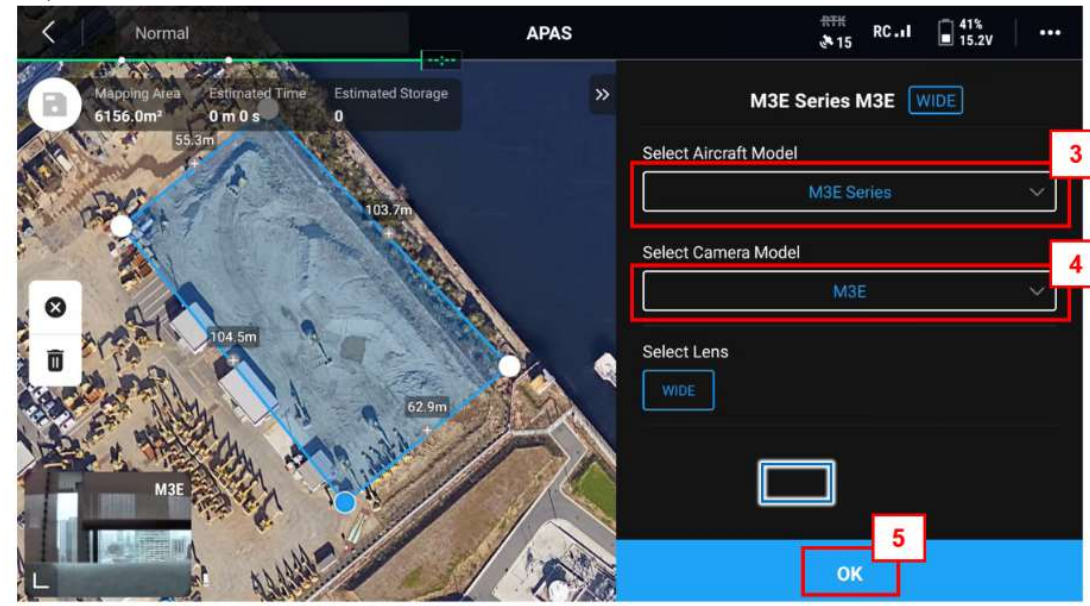 Normal
APAS
RTK
15
RC
41%
15.2V
Mapping Area
Estimated Time
Estimated Storage
6156.0m²
0 m 0 s
0
M3E Series M3E WIDE
Select Aircraft Model
3
M3E Series
Select Camera Model
4
M3E
Select Lens
WIDE
5
OK
55.3m
103.7m
104.5m
62.9m
M3E